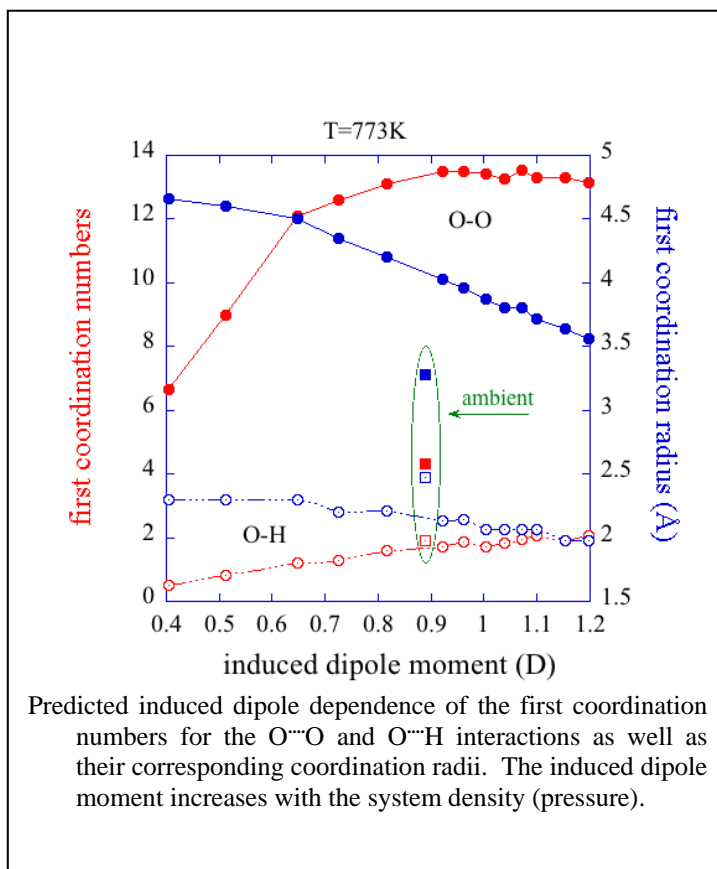 T=773K
14
12
10
8
6
4
2
0
first coordination numbers
5
4.5
4
3.5
3
2.5
2
1.5
first coordination radius (Å)
O-O
ambient
O-H
0.4 0.5 0.6 0.7 0.8 0.9 1 1.1 1.2
induced dipole moment (D)
Predicted induced dipole dependence of the first coordination
numbers for the O····O and O····H interactions as well as
their corresponding coordination radii. The induced dipole
moment increases with the system density (pressure).